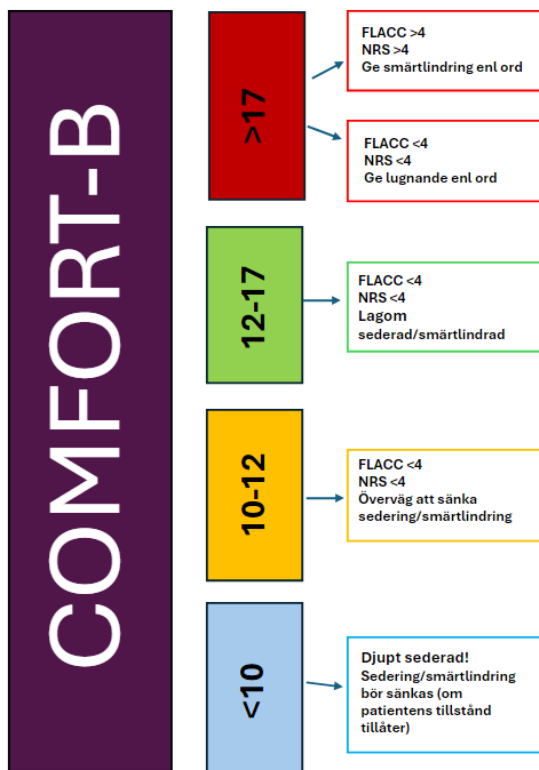 COMFORT-B
>17
FLACC >4
NRS >4
Ge smärtlindring enl ord
FLACC <4
NRS <4
Ge lugnande enl ord
12-17
FLACC <4
NRS <4
Lagom
sederad/smärtlindrad
10-12
FLACC <4
NRS <4
Överväg att sänka
sedering/smärtlindring
<10
Djupt sederad!
Sedering/smärtlindring
bör sänkas (om
patientens tillstånd
tillåter)